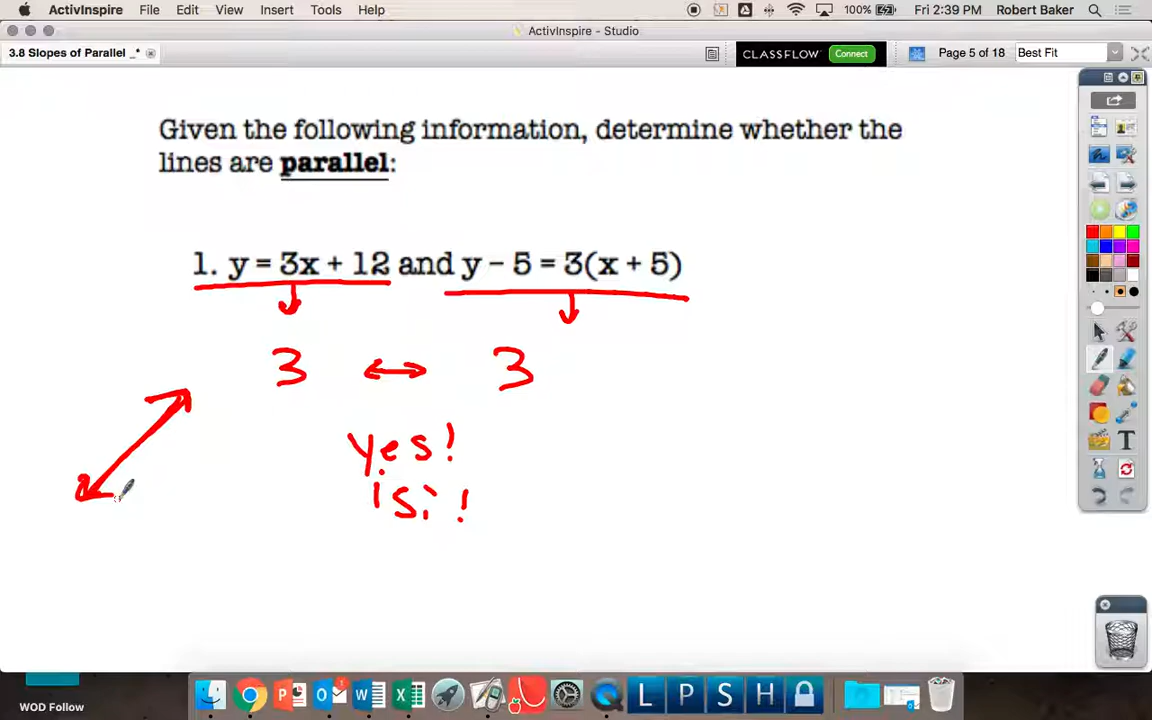 ActivInspire File Edit View Insert Tools Help 100% Fri 2:39 PM Robert Baker
ActivInspire - Studio
3.8 Slopes of Parallel _* CLASSFLOW Connect Page 5 of 18 Best Fit
Given the following information, determine whether the
lines are parallel:
1. y = 3x + 12 and y – 5 = 3(x + 5)
3 ↔ 3
yes!
¡Si!
T
1
W X L P S H
WOD Follow